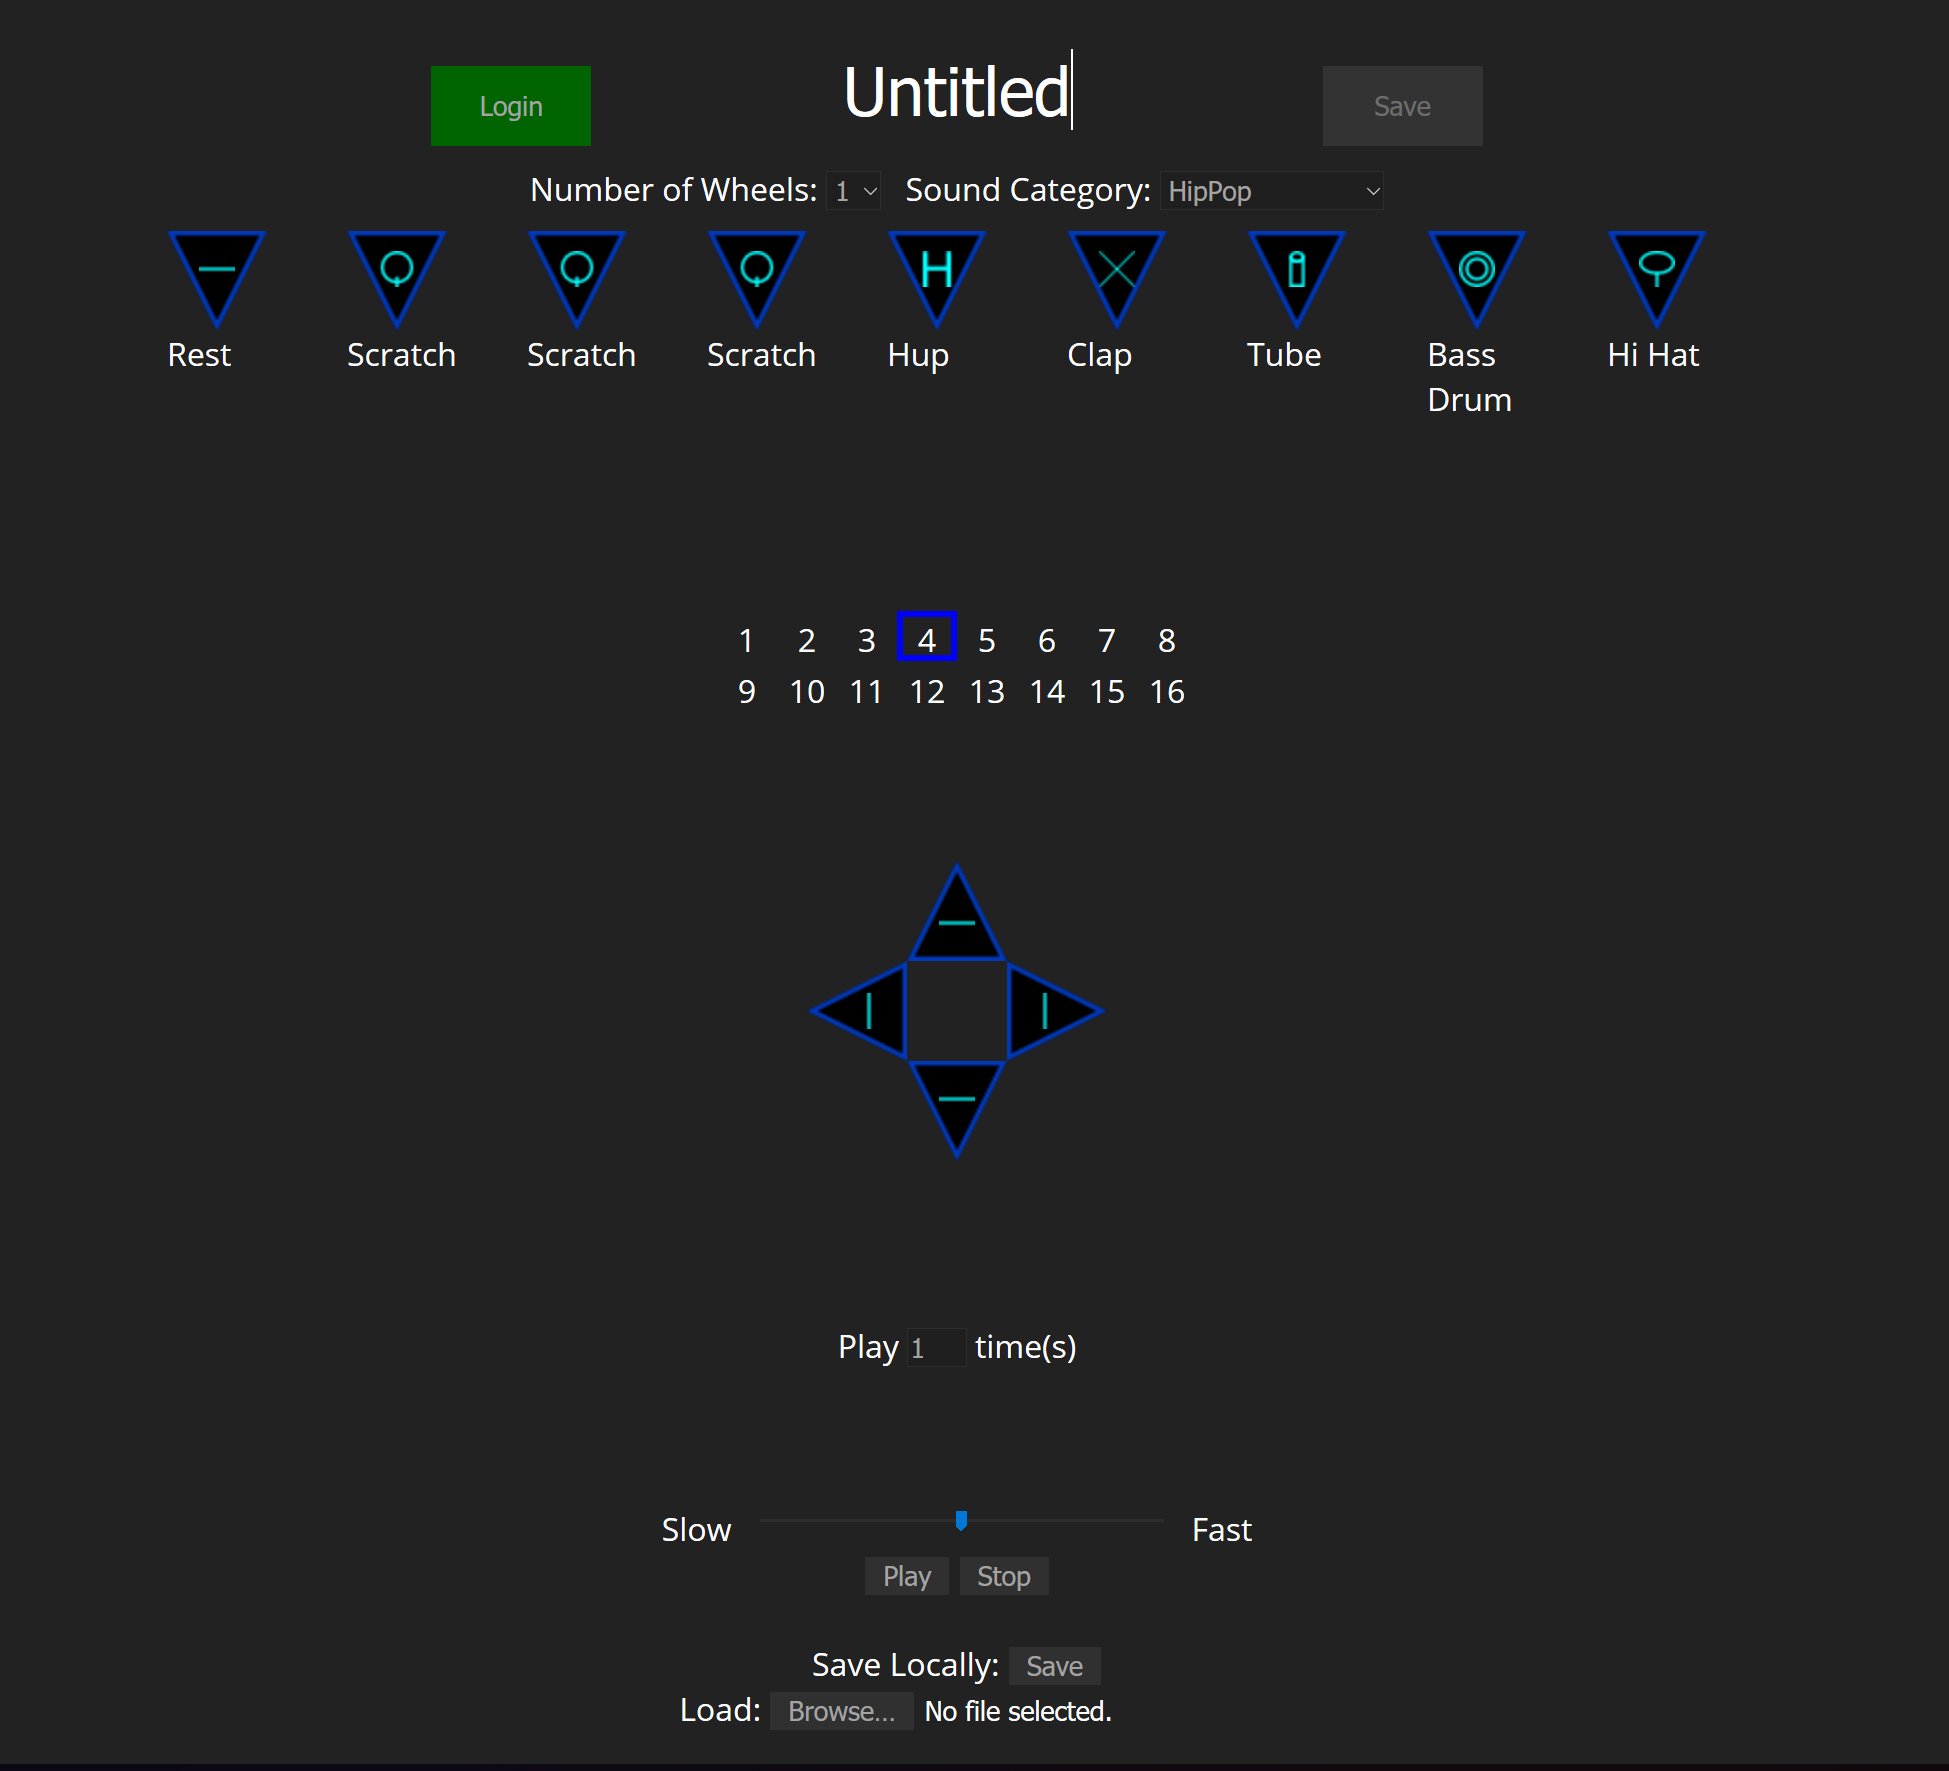 Login Untitled Save
Number of Wheels: 1 Sound Category: HipPop
H
Rest Scratch Scratch Scratch Hup Clap Tube Bass Drum Hi Hat
1 2 3 4 5 6 7 8
9 10 11 12 13 14 15 16
Play 1 time(s)
Slow Fast
Play Stop
Save Locally: Save
Load: Browse... No file selected.